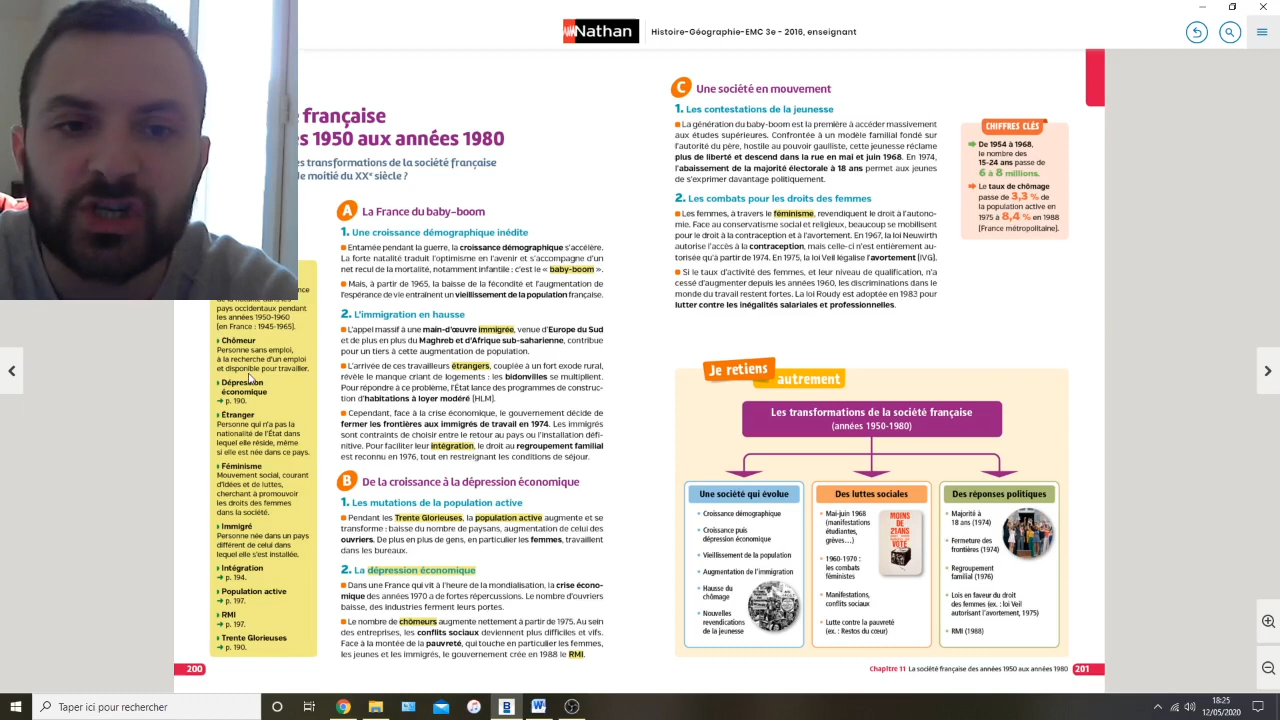 Nathan
Histoire-Géographie-EMC 3e - 2016, enseignant
française
s 1950 aux années 1980
es transformations de la société française
e moitié du XXe siècle ?
A La France du baby-boom
1. Une croissance démographique inédite
Entamée pendant la guerre, la croissance démographique s'accélère.
La forte natalité traduit l'optimisme en l'avenir et s'accompagne d'un
net recul de la mortalité, notamment infantile : c'est le « baby-boom ».
Mais, à partir de 1965, la baisse de la fécondité et l'augmentation de
l'espérance de vie entraînent un vieillissement de la population française.
2. L'immigration en hausse
L'appel massif à une main-d'œuvre immigrée, venue d'Europe du Sud
et de plus en plus du Maghreb et d'Afrique sub-saharienne, contribue
pour un tiers à cette augmentation de population.
L'arrivée de ces travailleurs étrangers, couplée à un fort exode rural,
révèle le manque criant de logements : les bidonvilles se multiplient.
Pour répondre à ce problème, l'État lance des programmes de construc-
tion d'habitations à loyer modéré (HLM).
Cependant, face à la crise économique, le gouvernement décide de
fermer les frontières aux immigrés de travail en 1974. Les immigrés
sont contraints de choisir entre le retour au pays ou l'installation défi-
nitive. Pour faciliter leur intégration, le droit au regroupement familial
est reconnu en 1976, tout en restreignant les conditions de séjour.
B De la croissance à la dépression économique
1. Les mutations de la population active
Pendant les Trente Glorieuses, la population active augmente et se
transforme : baisse du nombre de paysans, augmentation de celui des
ouvriers. De plus en plus de gens, en particulier les femmes, travaillent
dans les bureaux.
2. La dépression économique
Dans une France qui vit à l'heure de la mondialisation, la crise écono-
mique des années 1970 a de fortes répercussions. Le nombre d'ouvriers
baisse, des industries ferment leurs portes.
Le nombre de chômeurs augmente nettement à partir de 1975. Au sein
des entreprises, les conflits sociaux deviennent plus difficiles et vifs.
Face à la montée de la pauvreté, qui touche en particulier les femmes,
les jeunes et les immigrés, le gouvernement crée en 1988 le RMI.
nce
de la natalité dans les
pays occidentaux pendant
les années 1950-1960
(en France : 1945-1965).
Chômeur
Personne sans emploi,
à la recherche d'un emploi
et disponible pour travailler.
Dépression
économique
p. 190.
Étranger
Personne qui n'a pas la
nationalité de l'État dans
lequel elle réside, même
si elle est née dans ce pays.
Féminisme
Mouvement social, courant
d'idées et de luttes,
cherchant à promouvoir
les droits des femmes
dans la société.
Immigré
Personne née dans un pays
différent de celui dans
lequel elle s'est installée.
Intégration
p. 194.
Population active
p. 197.
RMI
p. 197.
Trente Glorieuses
p. 190.
200
C Une société en mouvement
1. Les contestations de la jeunesse
La génération du baby-boom est la première à accéder massivement
aux études supérieures. Confrontée à un modèle familial fondé sur
l'autorité du père, hostile au pouvoir gaulliste, cette jeunesse réclame
plus de liberté et descend dans la rue en mai et juin 1968. En 1974,
l'abaissement de la majorité électorale à 18 ans permet aux jeunes
de s'exprimer davantage politiquement.
2. Les combats pour les droits des femmes
Les femmes, à travers le féminisme, revendiquent le droit à l'autono-
mie. Face au conservatisme social et religieux, beaucoup se mobilisent
pour le droit à la contraception et à l'avortement. En 1967, la loi Neuwirth
autorise l'accès à la contraception, mais celle-ci n'est entièrement au-
torisée qu'à partir de 1974. En 1975, la loi Veil légalise l'avortement (IVG).
Si le taux d'activité des femmes, et leur niveau de qualification, n'a
cessé d'augmenter depuis les années 1960, les discriminations dans le
monde du travail restent fortes. La loi Roudy est adoptée en 1983 pour
lutter contre les inégalités salariales et professionnelles.
CHIFFRES CLÉS
De 1954 à 1968,
le nombre des
15-24 ans passe de
6 à 8 millions.
Le taux de chômage
passe de 3,3 % de
la population active en
1975 à 8,4 % en 1988
(France métropolitaine).
Je retiens
autrement
Les transformations de la société française
(années 1950-1980)
Une société qui évolue
Croissance démographique
Croissance puis
dépression économique
Vieillissement de la population
Augmentation de l'immigration
Hausse du
chômage
Nouvelles
revendications
de la jeunesse
Des luttes sociales
Mai-juin 1968
(manifestations
étudiantes,
grèves...)
1960-1970 :
les combats
féministes
Manifestations,
conflits sociaux
Lutte contre la pauvreté
(ex. : Restos du cœur)
MOINS
DE 21 ANS
VOTE
Des réponses politiques
Majorité à
18 ans (1974)
Fermeture des
frontières (1974)
Regroupement
familial (1976)
Lois en faveur du droit
des femmes (ex. : loi Veil
autorisant l'avortement, 1975)
RMI (1988)
Chapitre 11 La société française des années 1950 aux années 1980 201
Taper ici pour rechercher
18:25
12/05/2020